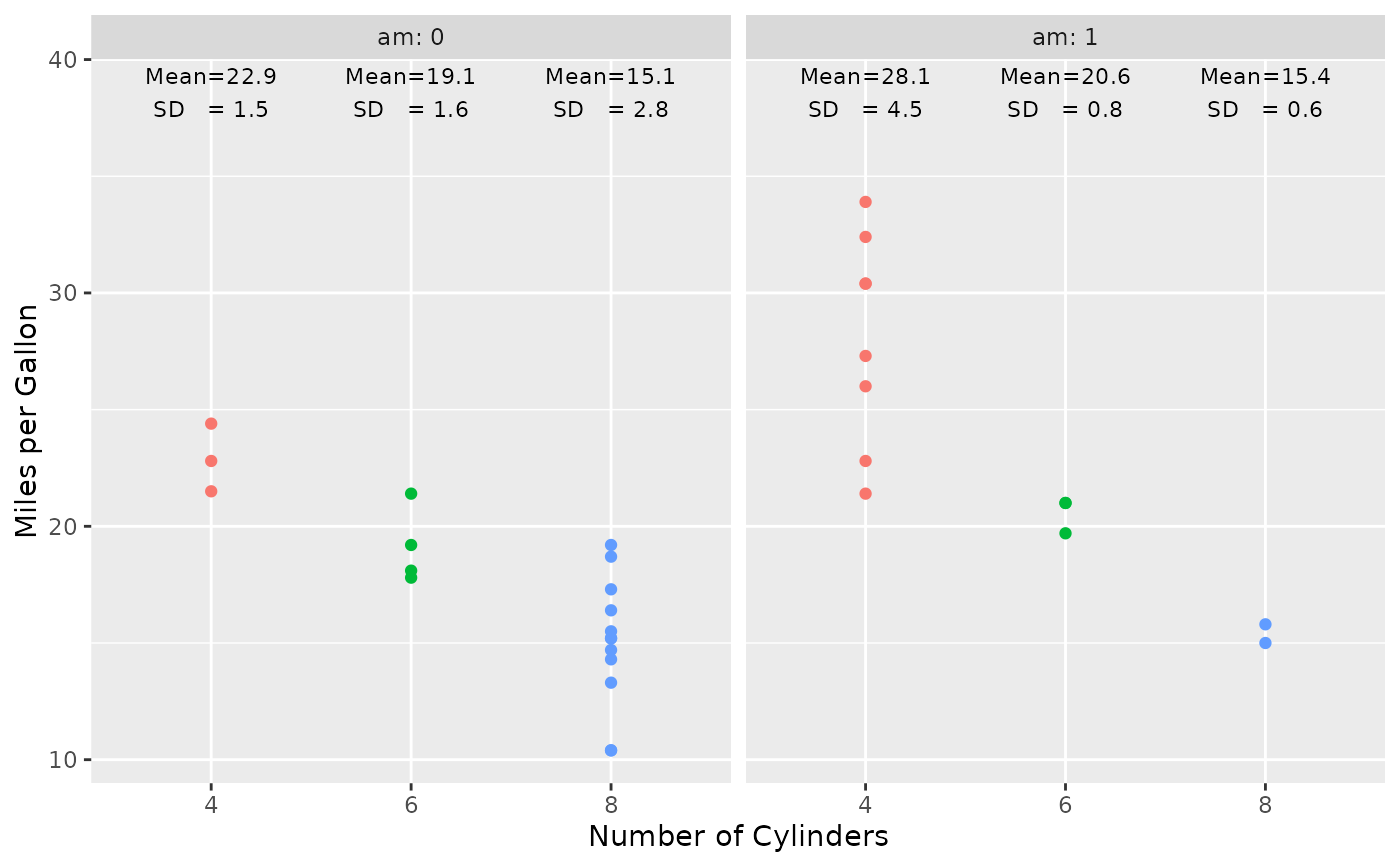 am: 0
am: 1
Mean=22.9 Mean=19.1 Mean=15.1
SD = 1.5 SD = 1.6 SD = 2.8
Mean=28.1 Mean=20.6 Mean=15.4
SD = 4.5 SD = 0.8 SD = 0.6
40
30
20
10
Miles per Gallon
4 6 8
4 6 8
Number of Cylinders